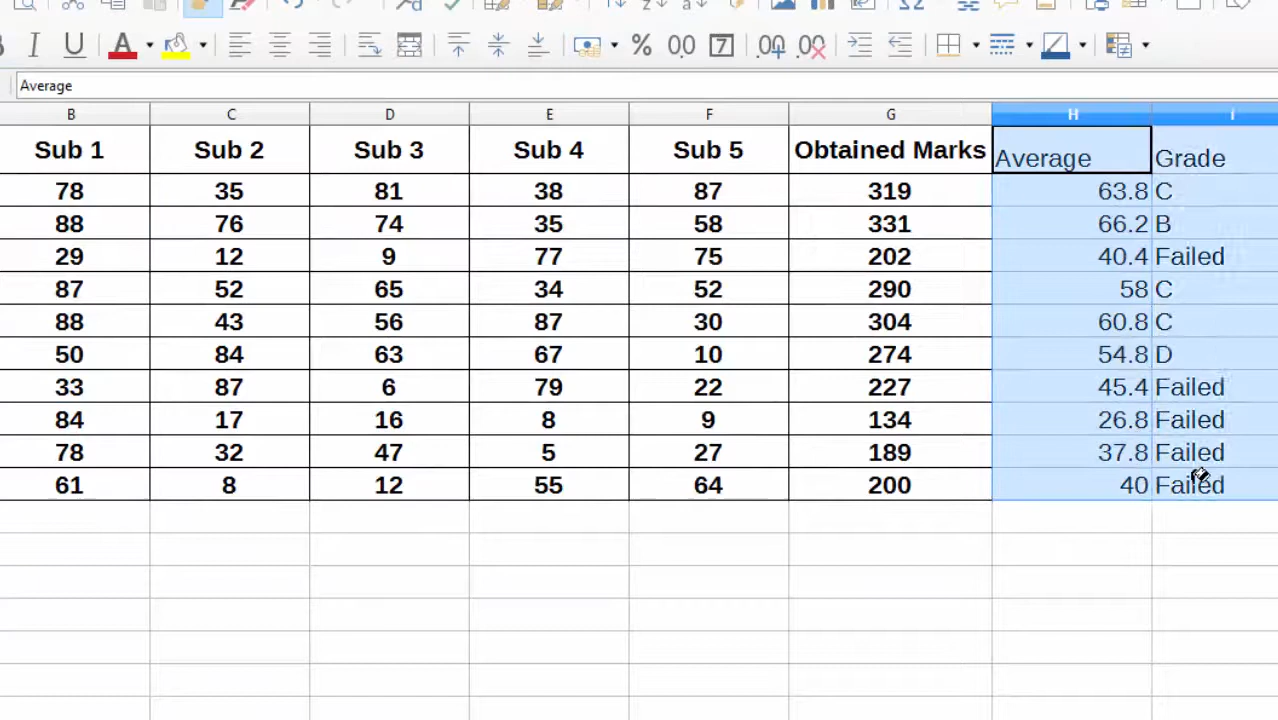 I U A % 00 7 00 00
Average
B C D E F G H I
Sub 1 Sub 2 Sub 3 Sub 4 Sub 5 Obtained Marks Average Grade
78 35 81 38 87 319 63.8 C
88 76 74 35 58 331 66.2 B
29 12 9 77 75 202 40.4 Failed
87 52 65 34 52 290 58 C
88 43 56 87 30 304 60.8 C
50 84 63 67 10 274 54.8 D
33 87 6 79 22 227 45.4 Failed
84 17 16 8 9 134 26.8 Failed
78 32 47 5 27 189 37.8 Failed
61 8 12 55 64 200 40 Failed